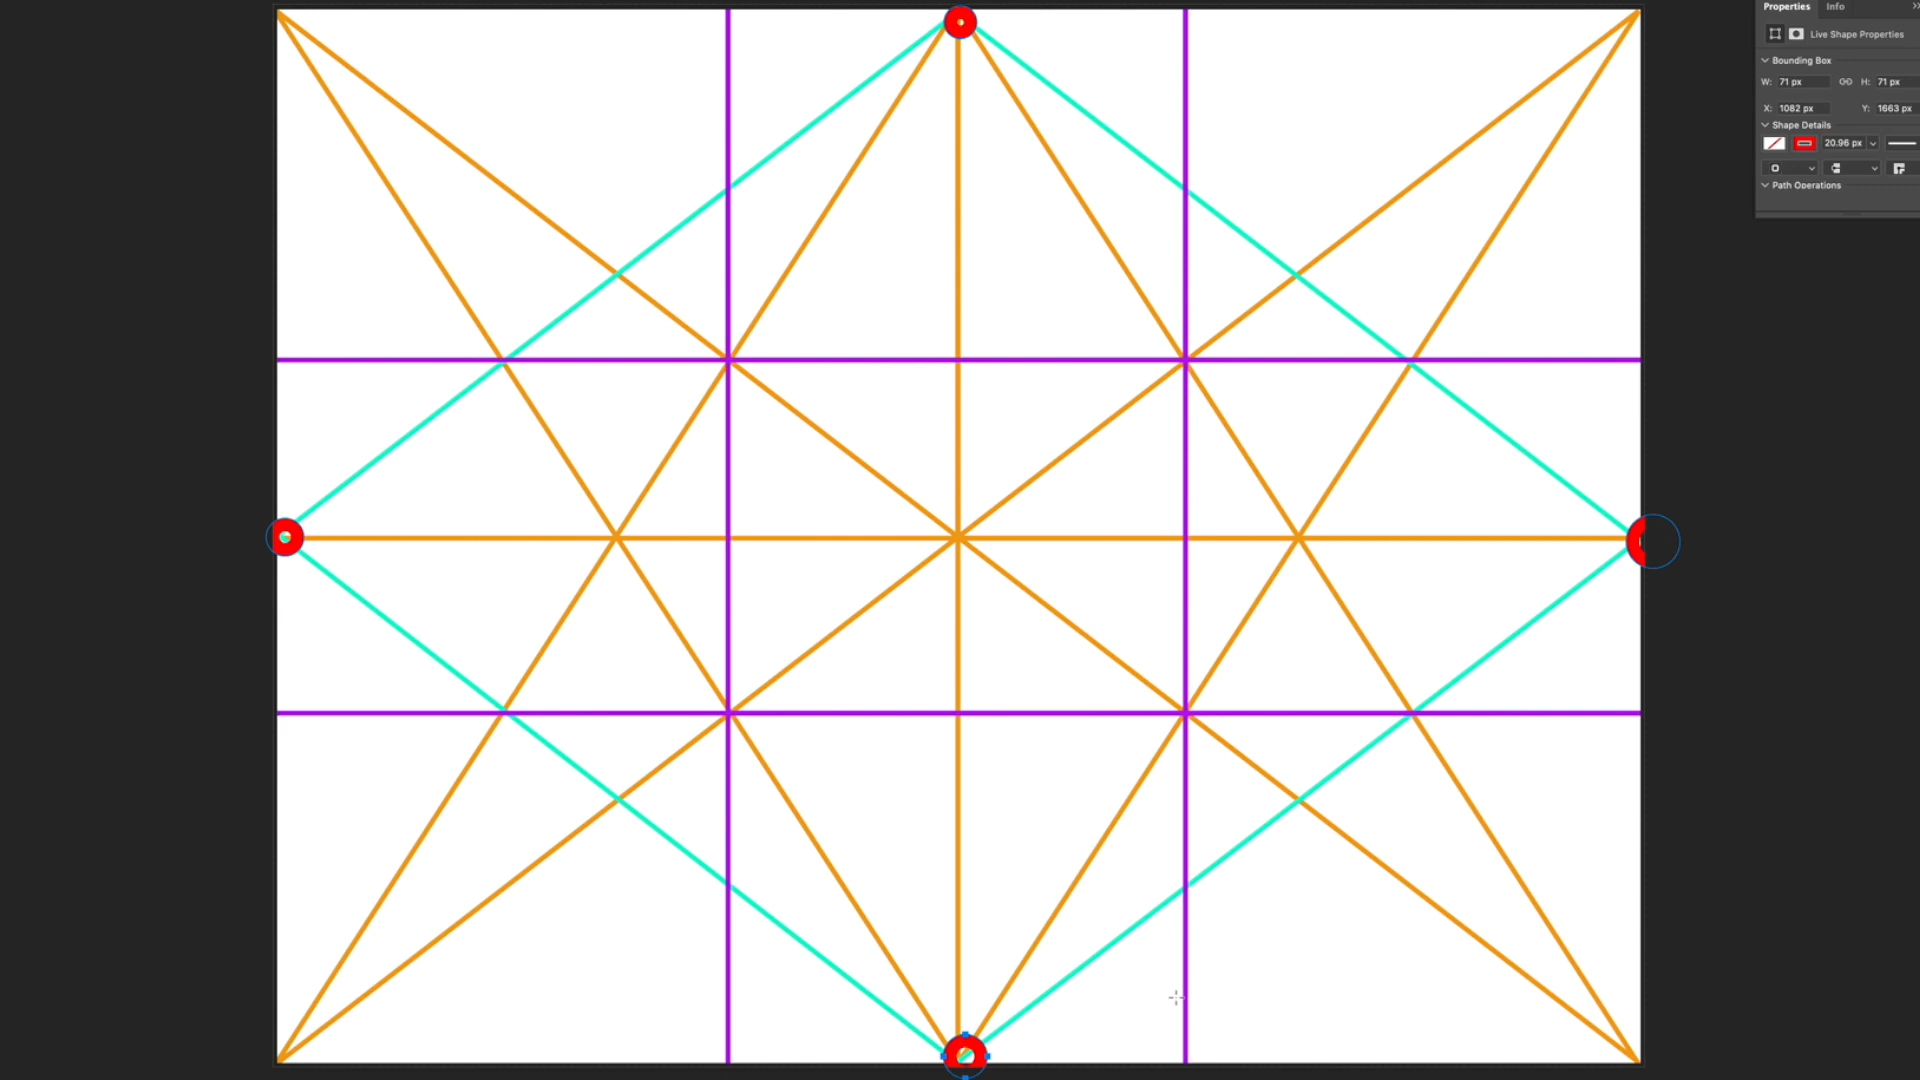 Properties Info
Live Shape Properties
Bounding Box
W: 71 px H: 71 px
X: 1082 px Y: 1663 px
Shape Details
20.96 px
Path Operations